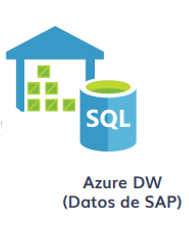 SQL
Azure DW
(Datos de SAP)